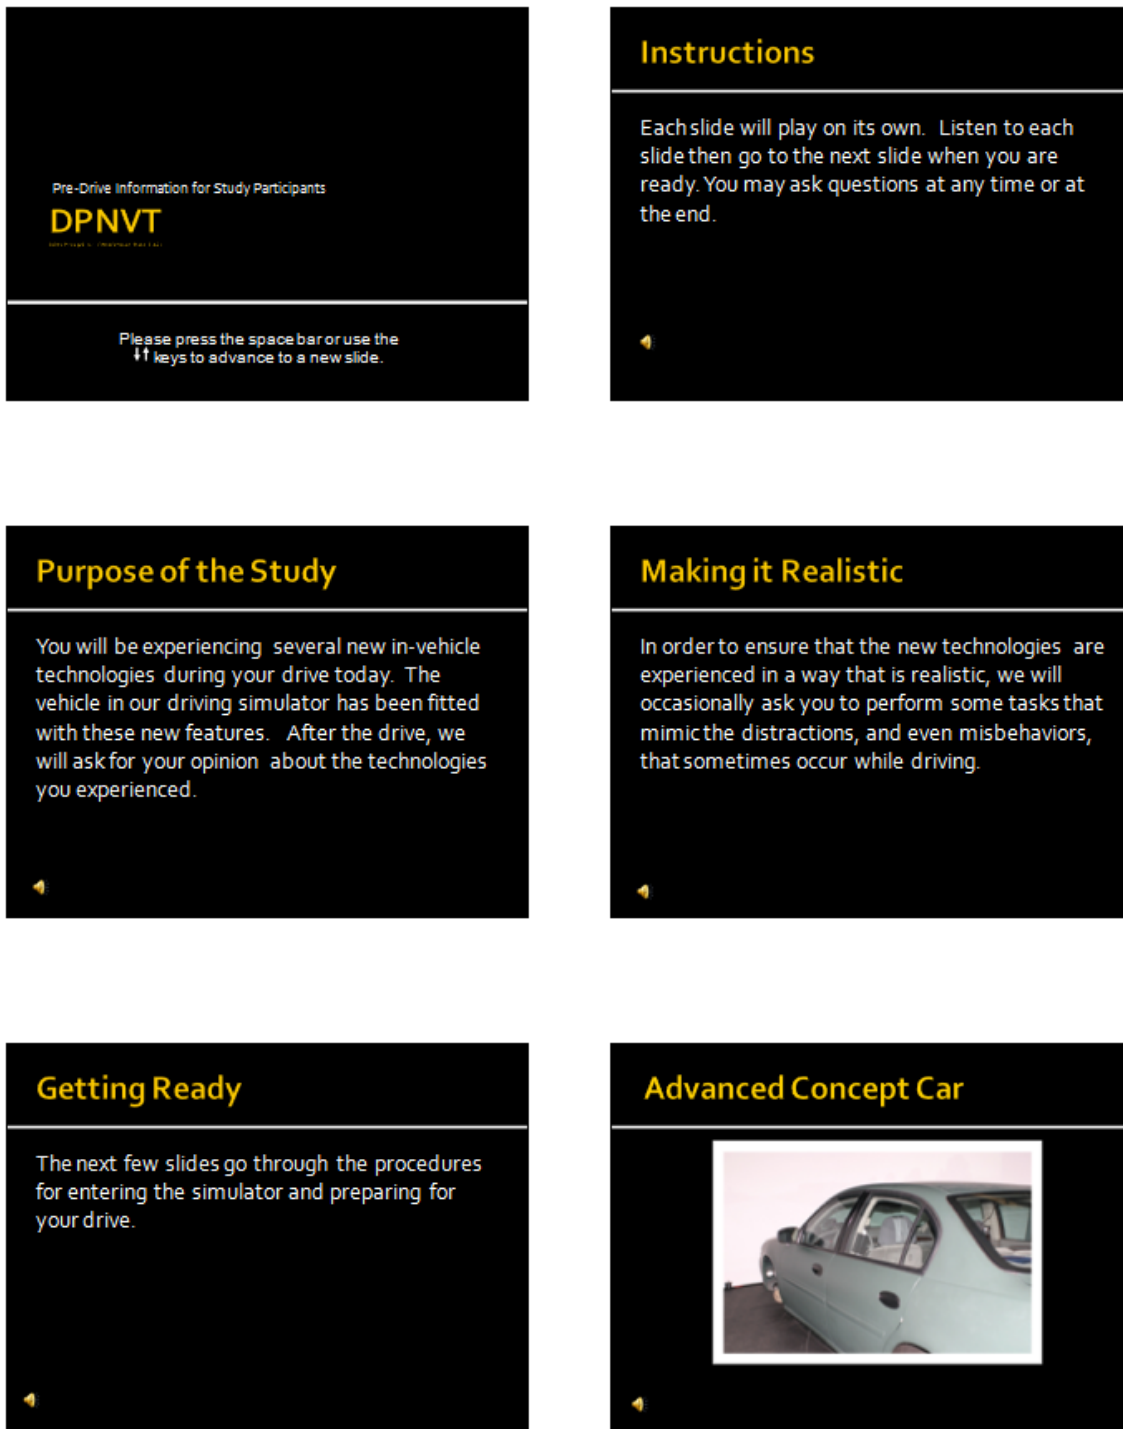 Pre-Drive Information for Study Participants
DPNVT
Please press the space bar or use the
↓↑ keys to advance to a new slide.
Instructions
Each slide will play on its own. Listen to each
slide then go to the next slide when you are
ready. You may ask questions at any time or at
the end.
Purpose of the Study
You will be experiencing several new in-vehicle
technologies during your drive today. The
vehicle in our driving simulator has been fitted
with these new features. After the drive, we
will ask for your opinion about the technologies
you experienced.
Making it Realistic
In order to ensure that the new technologies are
experienced in a way that is realistic, we will
occasionally ask you to perform some tasks that
mimic the distractions, and even misbehaviors,
that sometimes occur while driving.
Getting Ready
The next few slides go through the procedures
for entering the simulator and preparing for
your drive.
Advanced Concept Car